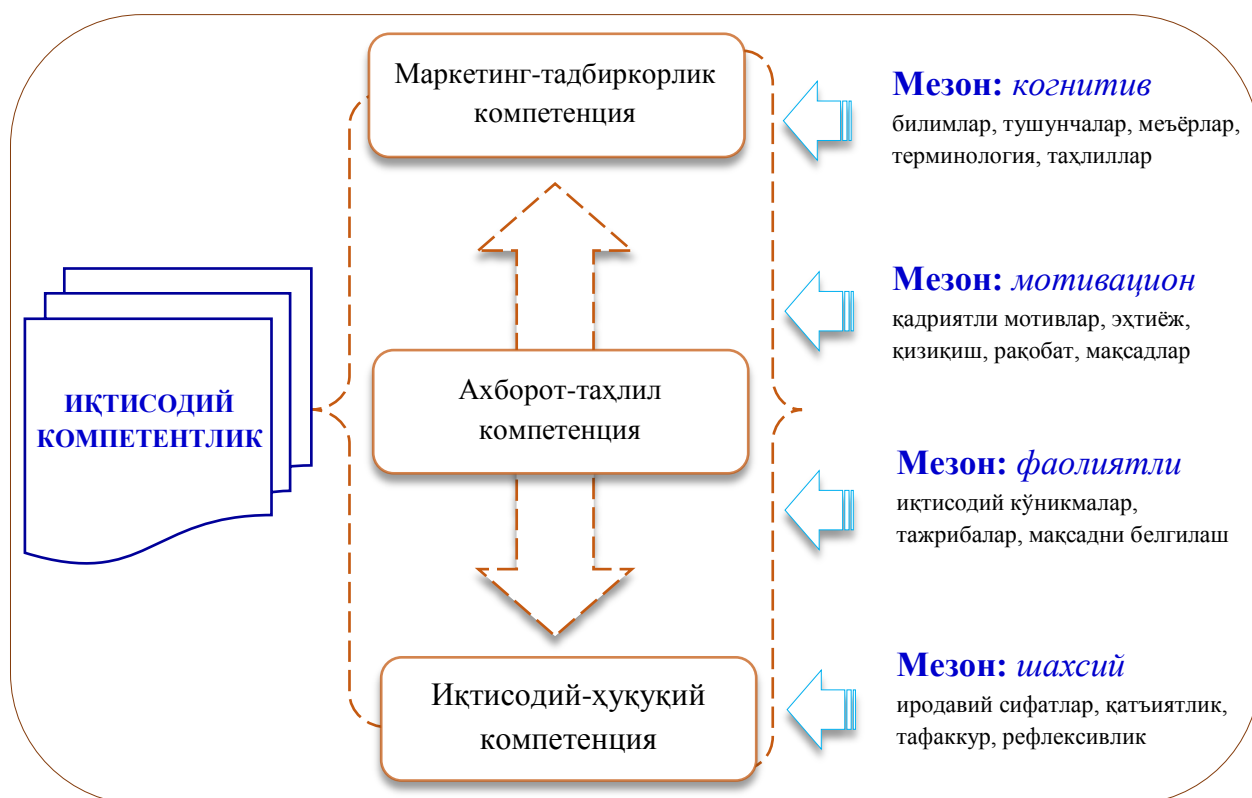 ИҚТИСОДИЙ
КОМПЕТЕНТЛИК
Маркетинг-тадбиркорлик
компетенция
Ахборот-таҳлил
компетенция
Иқтисодий-ҳуқуқий
компетенция
Мезон: когнитив
билимлар, тушунчалар, меъёрлар,
терминология, таҳлиллар
Мезон: мотивацион
қадриятли мотивлар, эҳтиёж,
қизиқиш, рақобат, мақсадлар
Мезон: фаолиятли
иқтисодий кўникмалар,
тажрибалар, мақсадни белгилаш
Мезон: шахсий
иродавий сифатлар, қатъиятлик,
тафаккур, рефлексивлик